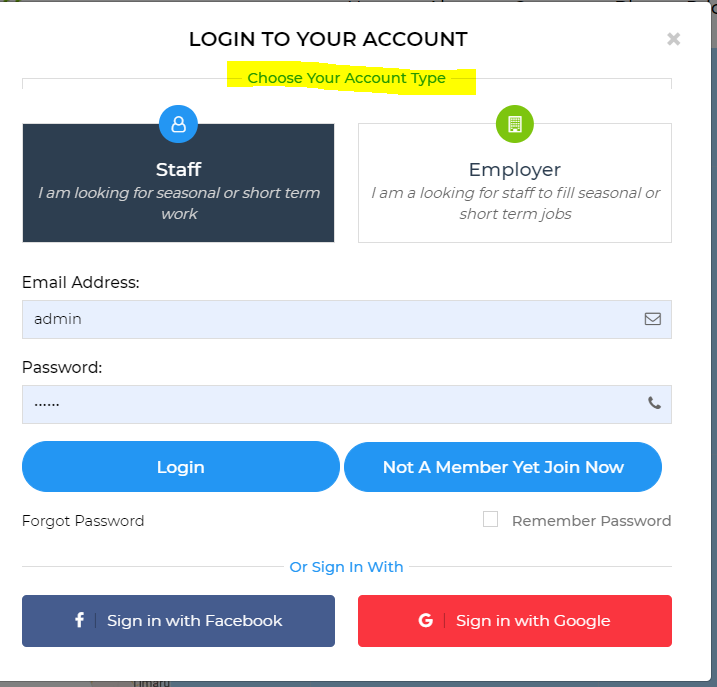 LOGIN TO YOUR ACCOUNT
×
Choose Your Account Type
Staff
I am looking for seasonal or short term
work
Employer
I am a looking for staff to fill seasonal or
short term jobs
Email Address:
admin
Password:
······
Login
Not A Member Yet Join Now
Forgot Password
Remember Password
Or Sign In With
f | Sign in with Facebook
G | Sign in with Google
Timaru